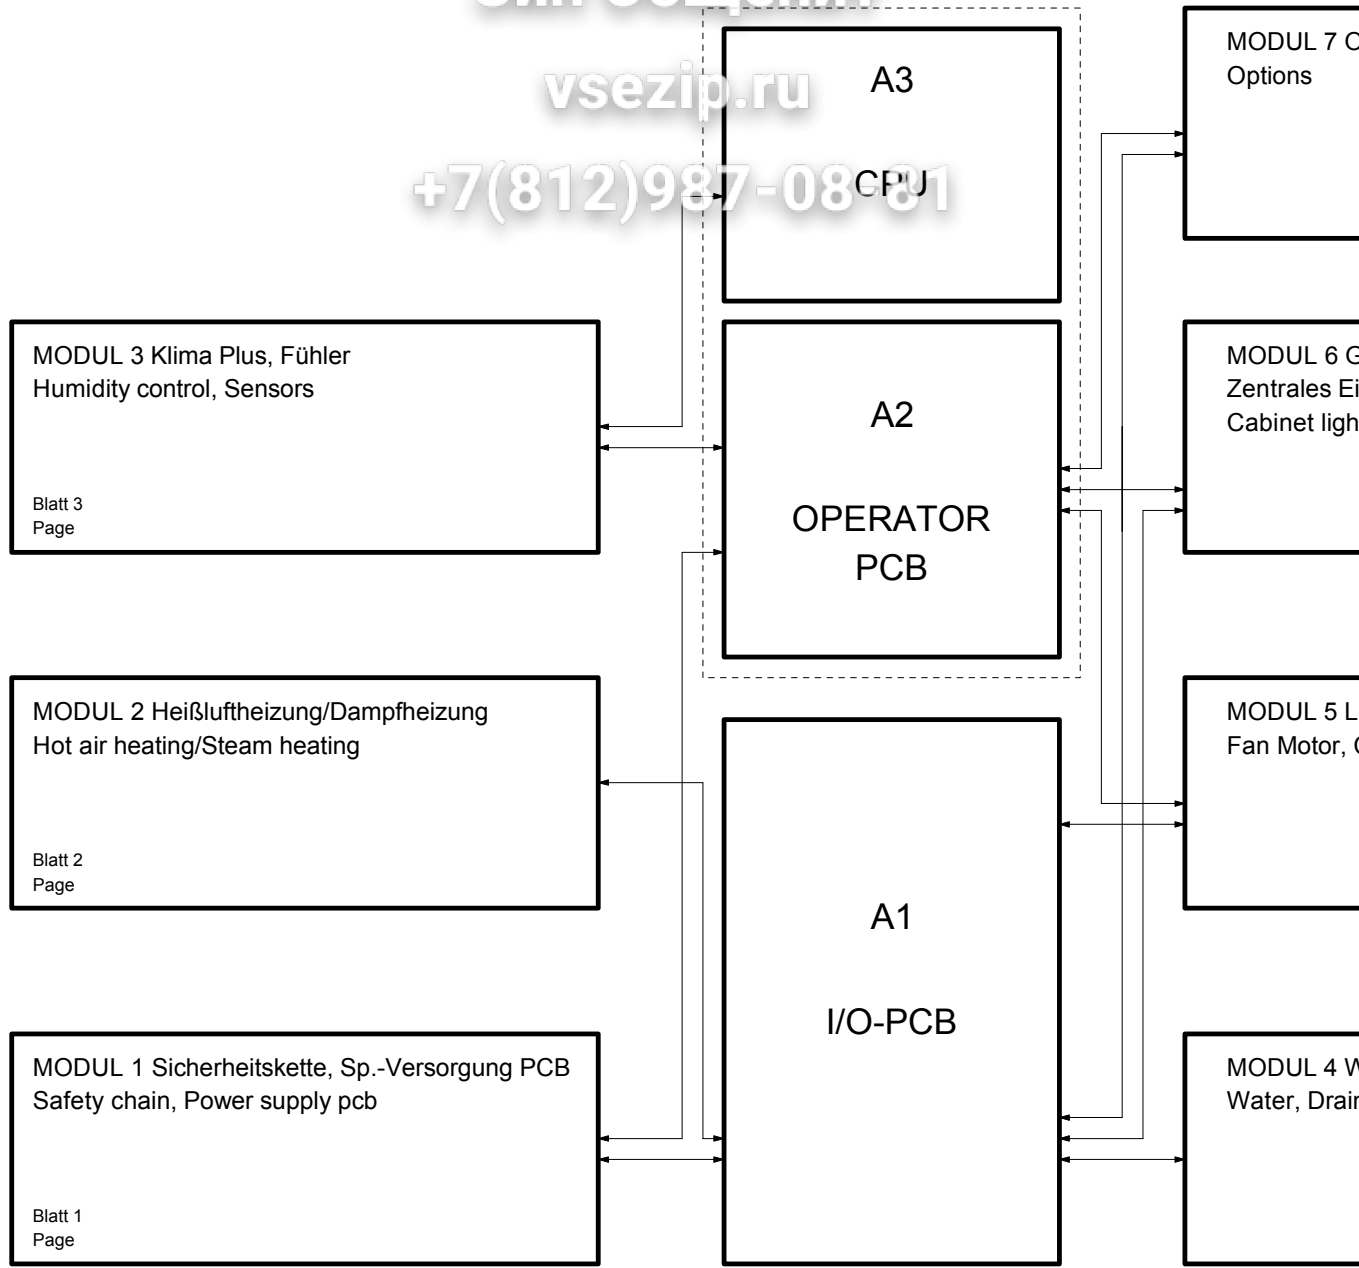 vsezip.ru
+7(812)987-08-81
A3
CPU
MODUL 7
Options
MODUL 3 Klima Plus, Fühler
Humidity control, Sensors
Blatt 3
Page
A2
OPERATOR
PCB
MODUL 6
Zentrales
Cabinet
MODUL 2 Heißluftheizung/Dampfheizung
Hot air heating/Steam heating
Blatt 2
Page
MODUL 5
Fan Motor,
A1
I/O-PCB
MODUL 1 Sicherheitskette, Sp.-Versorgung PCB
Safety chain, Power supply pcb
Blatt 1
Page
MODUL 4
Water,